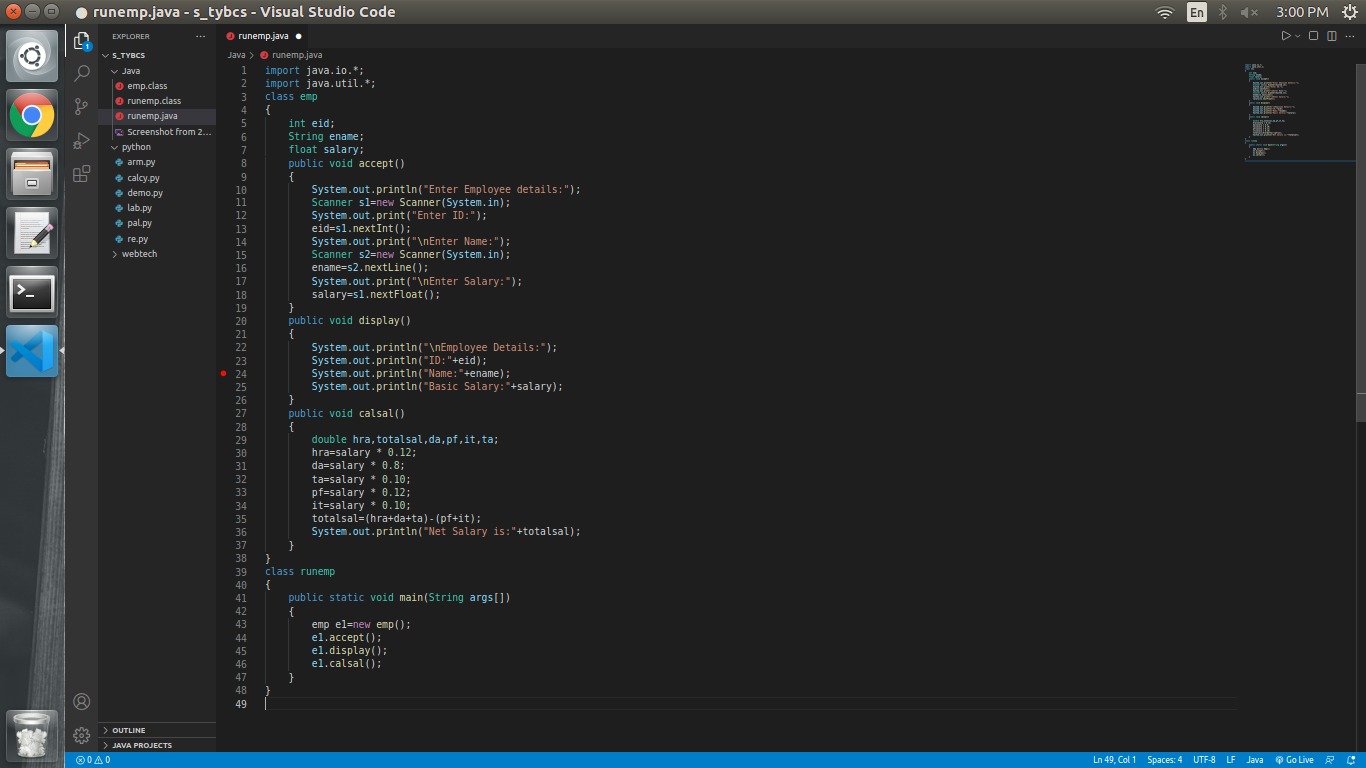 runemp.java - s_tybcs - Visual Studio Code
En
3:00 PM
EXPLORER
S_TYBCS
Java
emp.class
runemp.class
runemp.java
Screenshot from 2...
python
arm.py
calcy.py
demo.py
lab.py
pal.py
re.py
webtech
OUTLINE
JAVA PROJECTS
1
runemp.java
Java > runemp.java
1 import java.io.*;
2 import java.util.*;
3 class emp
4 {
5 int eid;
6 String ename;
7 float salary;
8 public void accept()
9 {
10 System.out.println("Enter Employee details:");
11 Scanner s1=new Scanner(System.in);
12 System.out.print("Enter ID:");
13 eid=s1.nextInt();
14 System.out.print("\nEnter Name:");
15 Scanner s2=new Scanner(System.in);
16 ename=s2.nextLine();
17 System.out.print("\nEnter Salary:");
18 salary=s1.nextFloat();
19 }
20 public void display()
21 {
22 System.out.println("\nEmployee Details:");
23 System.out.println("ID:"+eid);
24 System.out.println("Name:"+ename);
25 System.out.println("Basic Salary:"+salary);
26 }
27 public void calsal()
28 {
29 double hra,totalsal,da,pf,it,ta;
30 hra=salary * 0.12;
31 da=salary * 0.8;
32 ta=salary * 0.10;
33 pf=salary * 0.12;
34 it=salary * 0.10;
35 totalsal=(hra+da+ta)-(pf+it);
36 System.out.println("Net Salary is:"+totalsal);
37 }
38 }
39 class runemp
40 {
41 public static void main(String args[])
42 {
43 emp e1=new emp();
44 e1.accept();
45 e1.display();
46 e1.calsal();
47 }
48 }
49
0 0
Ln 49, Col 1
Spaces: 4
UTF-8
LF
Java
Go Live